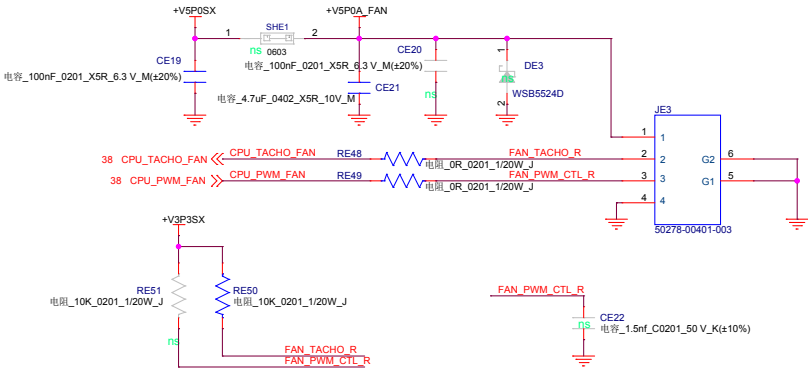 +V5P0SX
+V5P0A_FAN
SHE1
1
2
ns
0603
CE19
电容_100nF_0201_X5R_6.3 V_M(±20%)
CE20
电容_100nF_0201_X5R_6.3 V_M(±20%)
ns
CE21
电容_4.7uF_0402_X5R_10V_M
1
DE3
ns
WSB5524D
2
JE3
1
1
38
CPU_TACHO_FAN
CPU_TACHO_FAN
RE48
电阻_0R_0201_1/20W_J
FAN_TACHO_R
2
2
G2
6
38
CPU_PWM_FAN
CPU_PWM_FAN
RE49
电阻_0R_0201_1/20W_J
FAN_PWM_CTL_R
3
3
G1
5
4
4
50278-00401-003
+V3P3SX
RE51
电阻_10K_0201_1/20W_J
ns
RE50
电阻_10K_0201_1/20W_J
FAN_TACHO_R
FAN_PWM_CTL_R
FAN_PWM_CTL_R
CE22
ns
电容_1.5nf_C0201_50 V_K(±10%)